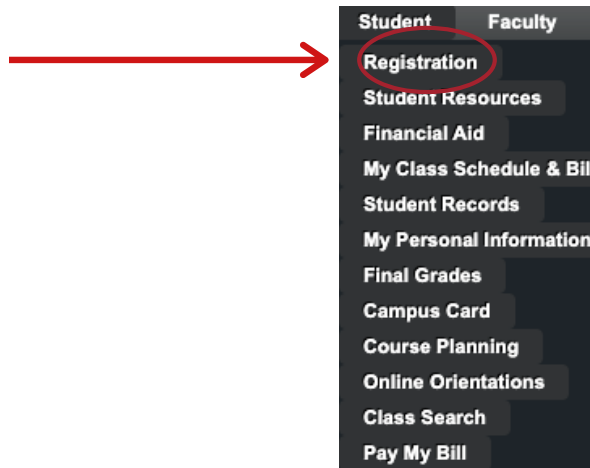 Student Faculty
Registration
Student Resources
Financial Aid
My Class Schedule & Bil
Student Records
My Personal Information
Final Grades
Campus Card
Course Planning
Online Orientations
Class Search
Pay My Bill